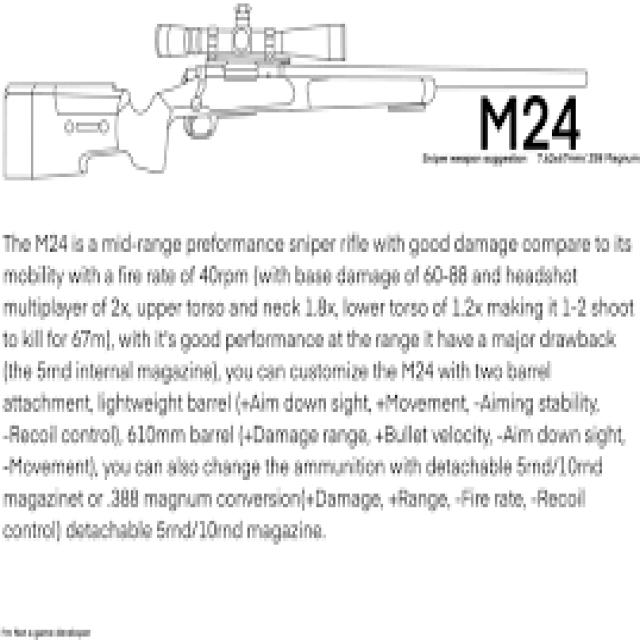 M24
Sniper weapon suggestion 7.62x67mm/.388 Magnum
The M24 is a mid-range preformance sniper rifle with good damage compare to its
mobility with a fire rate of 40rpm (with base damage of 60-88 and headshot
multiplayer of 2x, upper torso and neck 1.8x, lower torso of 1.2x making it 1-2 shoot
to kill for 67m), with it's good performance at the range it have a major drawback
(the 5rnd internal magazine), you can customize the M24 with two barrel
attachment, lightweight barrel (+Aim down sight, +Movement, -Aiming stability,
-Recoil control), 610mm barrel (+Damage range, +Bullet velocity, -Aim down sight,
-Movement), you can also change the ammunition with detachable 5rnd/10rnd
magazinet or .388 magnum conversion(+Damage, +Range, -Fire rate, -Recoil
control) detachable 5rnd/10rnd magazine.
I'm Not a game developer